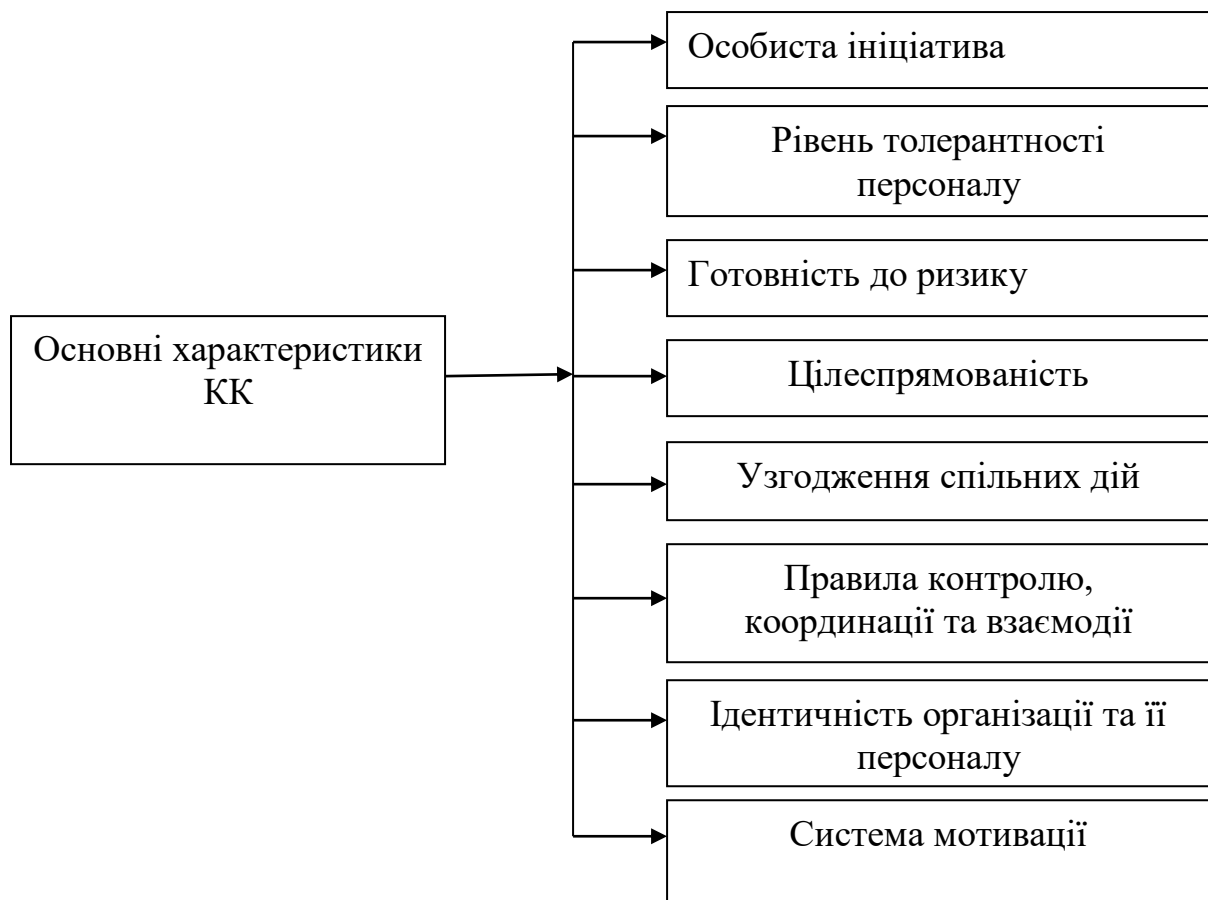 Особиста ініціатива
Рівень толерантності
персоналу
Готовність до ризику
Основні характеристики
КК
Цілеспрямованість
Узгодження спільних дій
Правила контролю,
координації та взаємодії
Ідентичність організації та її
персоналу
Система мотивації